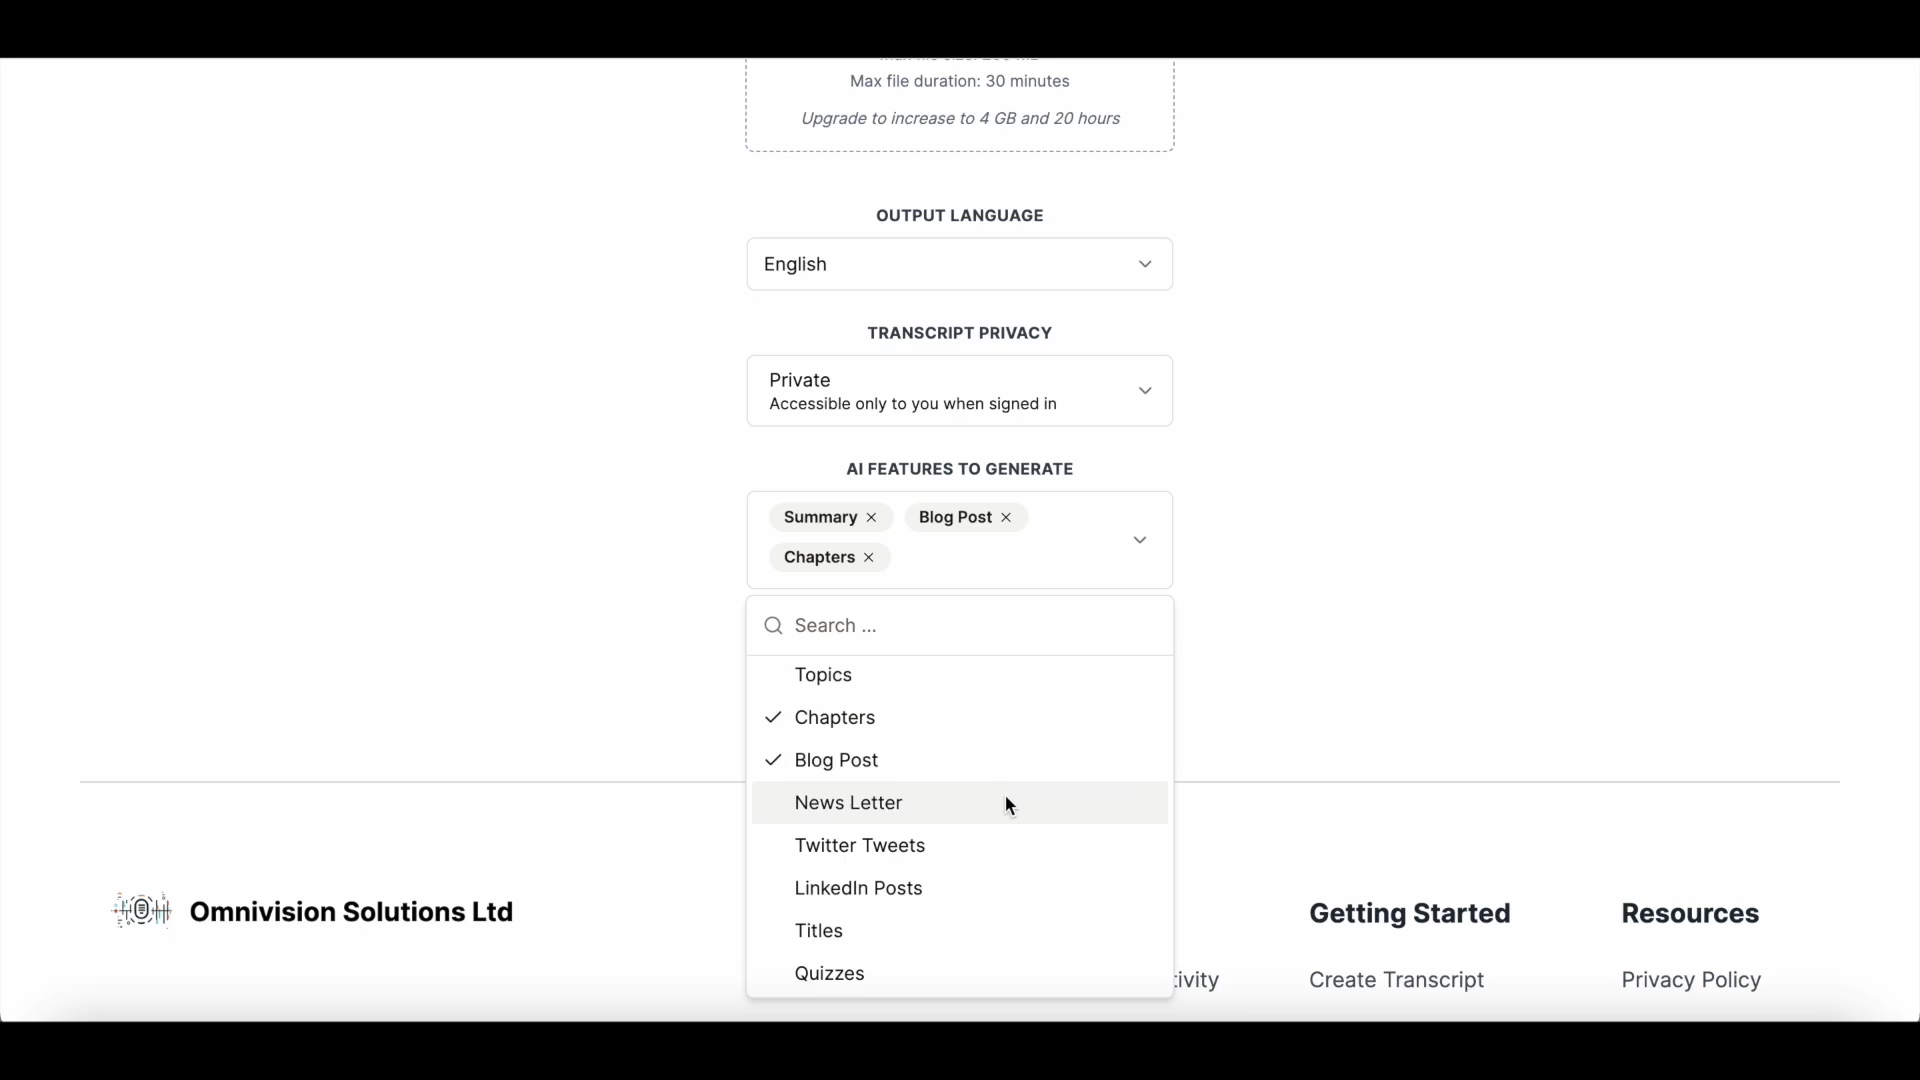 Max file duration: 30 minutes
Upgrade to increase to 4 GB and 20 hours
OUTPUT LANGUAGE
English
TRANSCRIPT PRIVACY
Private
Accessible only to you when signed in
AI FEATURES TO GENERATE
Summary Blog Post
Chapters
Search ...
Topics
Chapters
Blog Post
News Letter
Twitter Tweets
LinkedIn Posts
Titles
Quizzes
Omnivision Solutions Ltd
Getting Started
Resources
Create Transcript
Privacy Policy